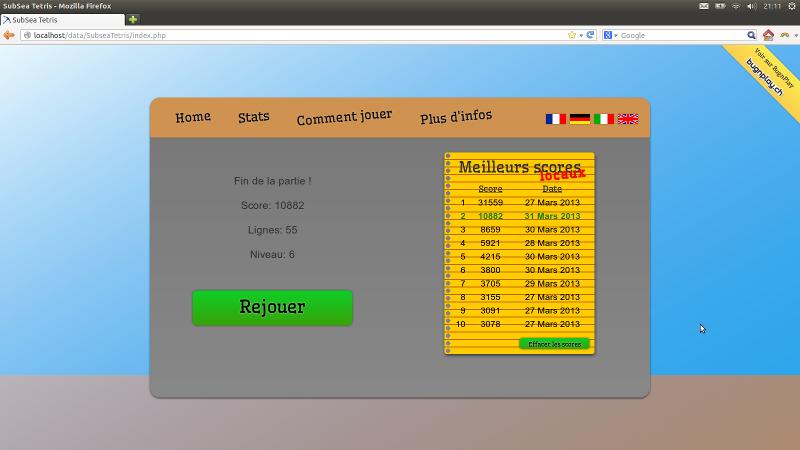 SubSea Tetris - Mozilla Firefox
21:11
SubSea Tetris
localhost/data/SubseaTetris/index.php
Google
Voir sur BugnPlay
bugnplay.ch
Home Stats Comment jouer Plus d'infos
Fin de la partie !
Score: 10882
Lignes: 55
Niveau: 6
Rejouer
Meilleurs scores
locaux
Score Date
1 31559 27 Mars 2013
2 10882 31 Mars 2013
3 8659 30 Mars 2013
4 5921 28 Mars 2013
5 4215 30 Mars 2013
6 3800 30 Mars 2013
7 3705 29 Mars 2013
8 3155 27 Mars 2013
9 3091 27 Mars 2013
10 3078 27 Mars 2013
Effacer les scores